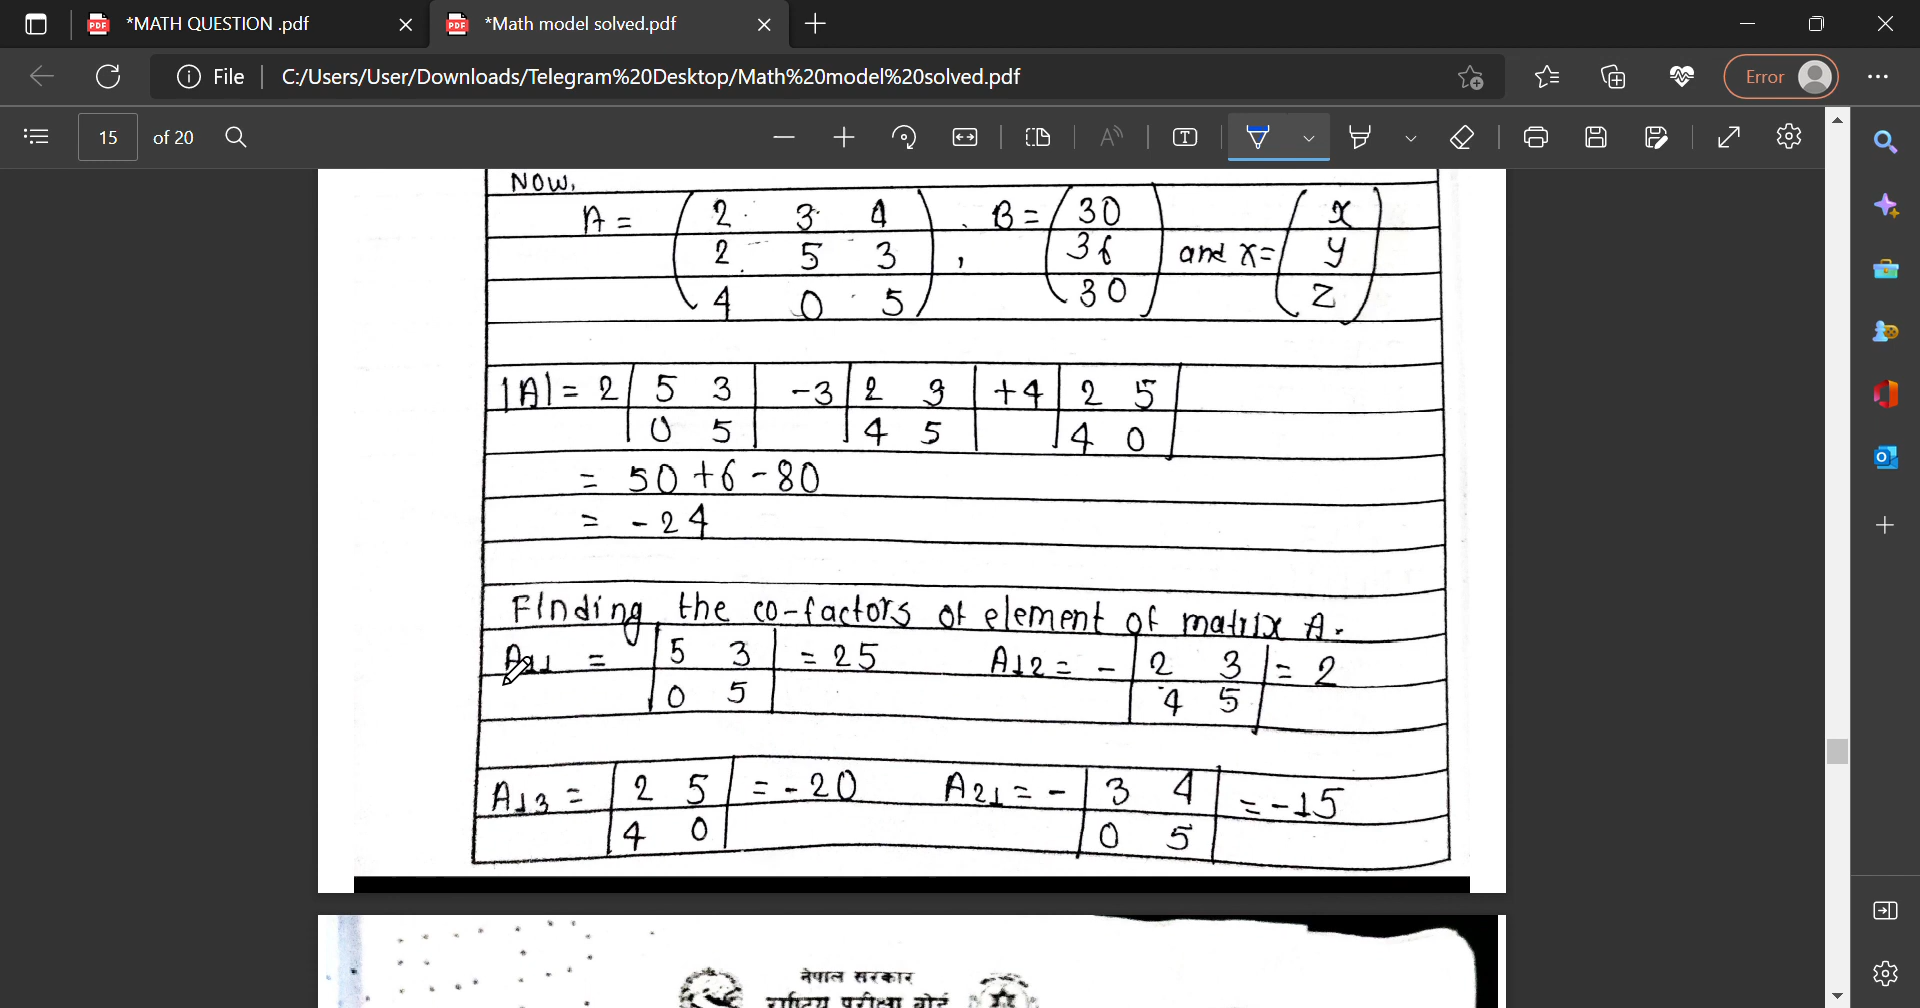 *MATH QUESTION .pdf
*Math model solved.pdf
File
C:/Users/User/Downloads/Telegram%20Desktop/Math%20model%20solved.pdf
Error
15 of 20
Now,
A = ( 2 3 4 ) , B = ( 30 ) and x = ( x )
2 5 3 36 y
4 0 5 30 z
|A| = 2 | 5 3 | -3 | 2 3 | +4 | 2 5 |
0 5 4 5 4 0
= 50 + 6 - 80
= -24
Finding the co-factors of element of matrix A.
A11 = | 5 3 | = 25 A12 = - | 2 3 | = 2
0 5 4 5
A13 = | 2 5 | = -20 A21 = - | 3 4 | = -15
4 0 0 5
नेपाल सरकार
राष्ट्रिय परीक्षा बोर्ड